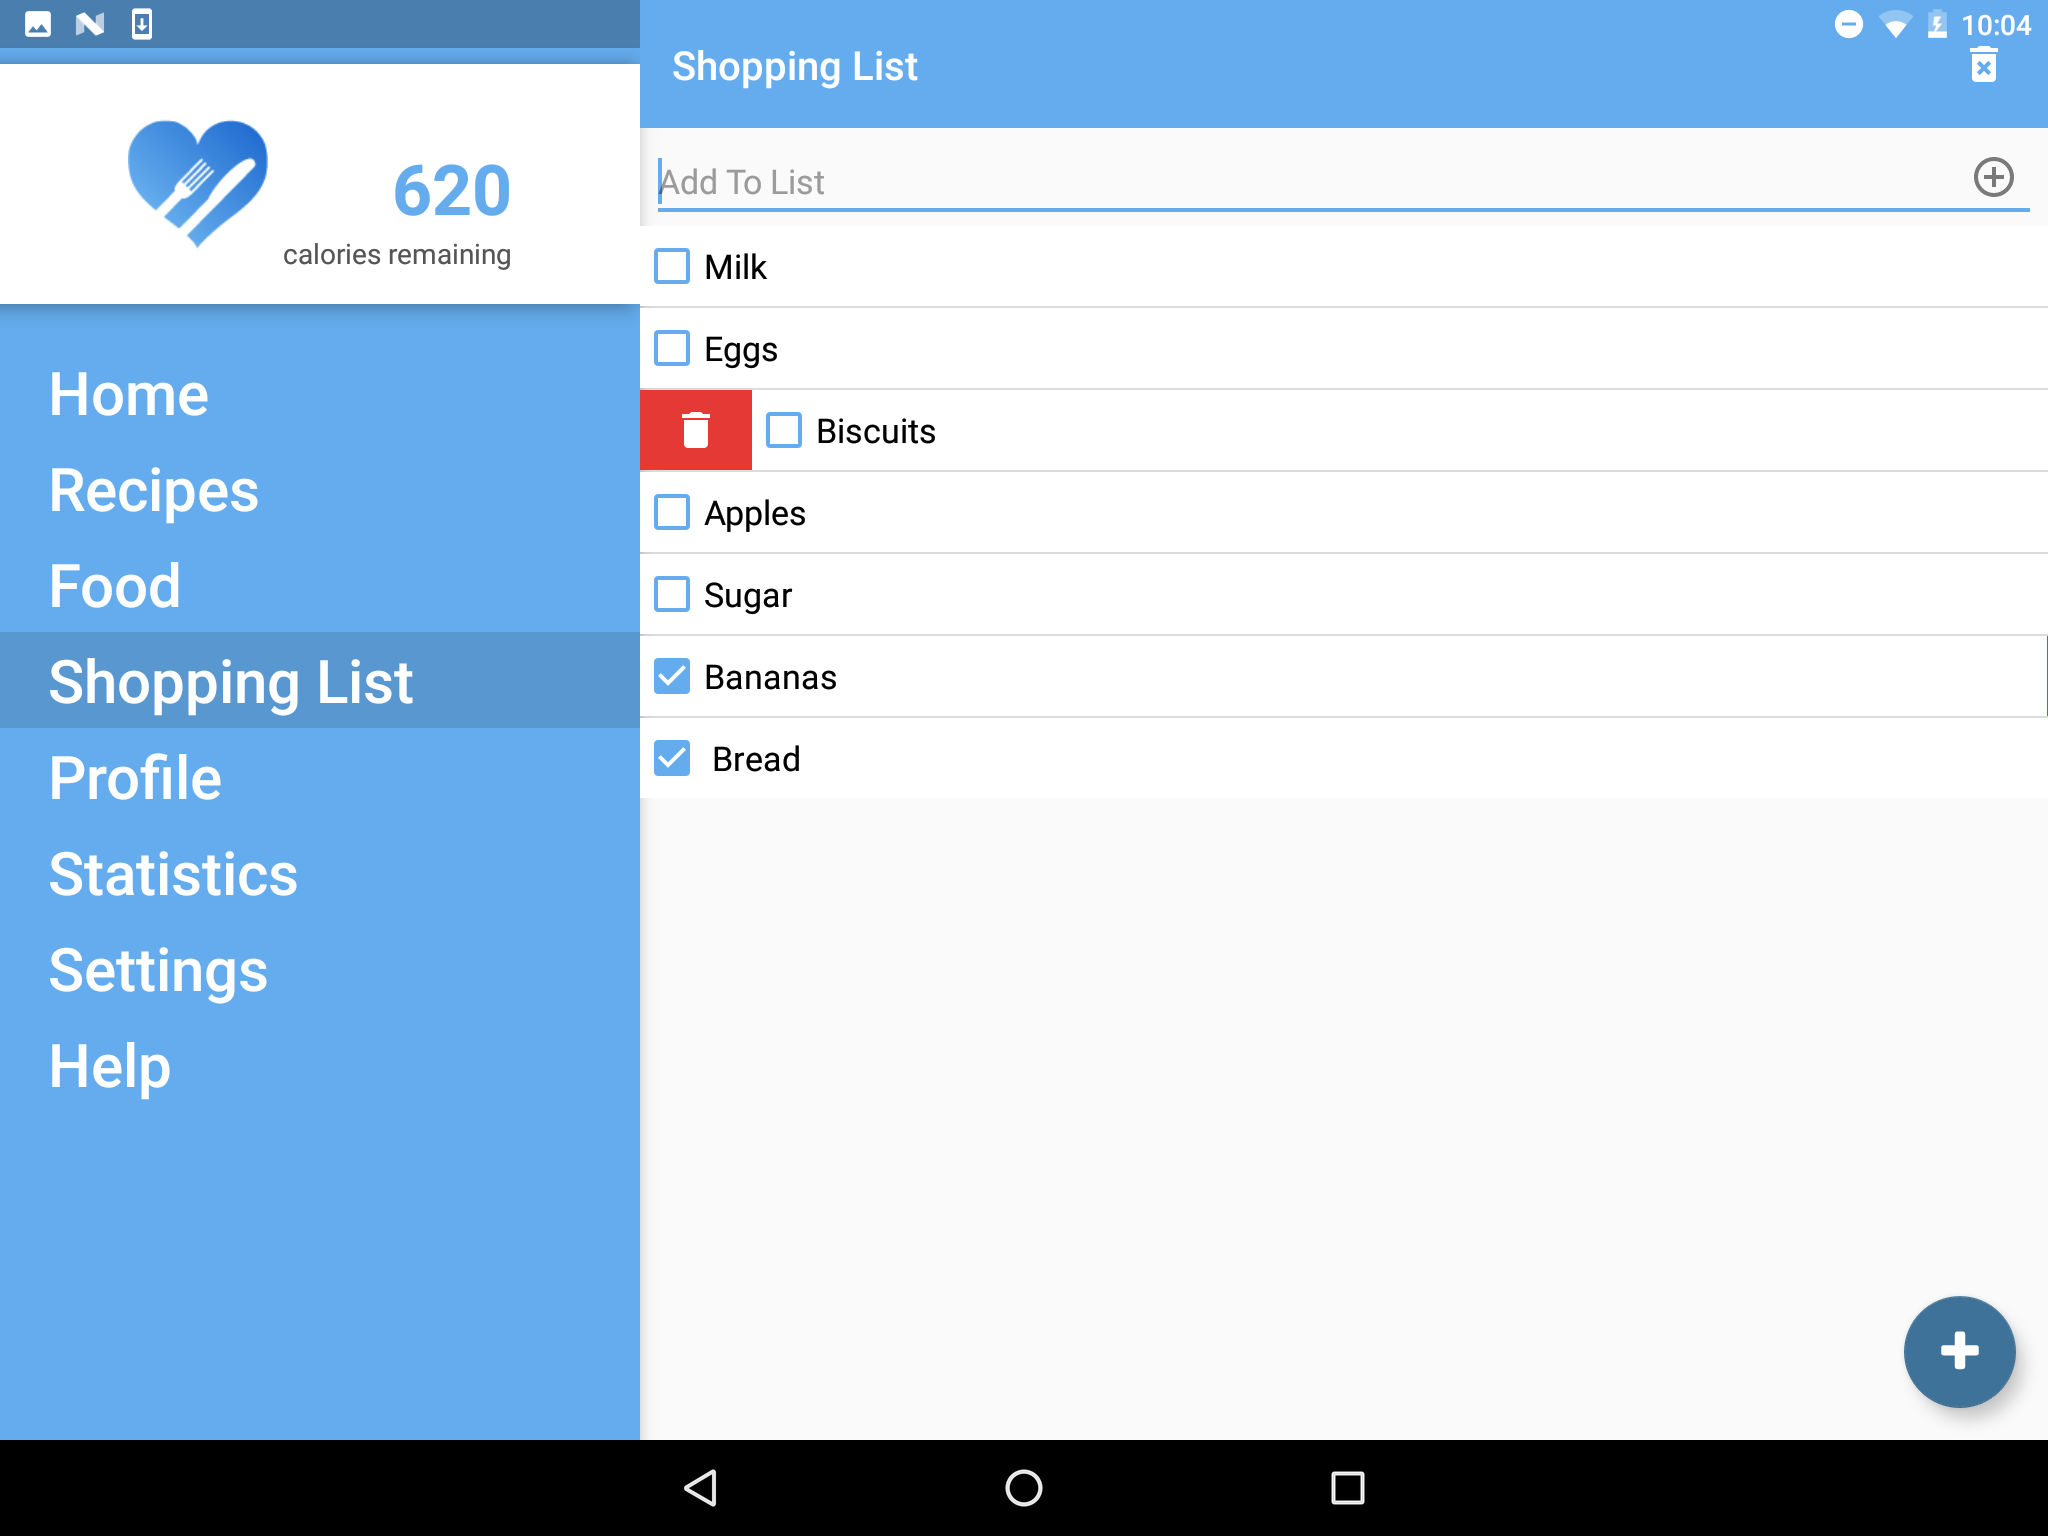 10:04
Shopping List
620
calories remaining
Home
Recipes
Food
Shopping List
Profile
Statistics
Settings
Help
Add To List
Milk
Eggs
Biscuits
Apples
Sugar
Bananas
Bread